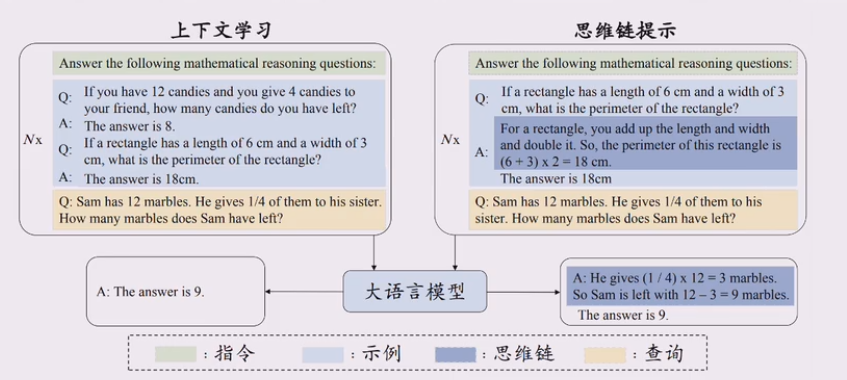 上下文学习
Answer the following mathematical reasoning questions:
Nx
Q: If you have 12 candies and you give 4 candies to
your friend, how many candies do you have left?
A: The answer is 8.
Q: If a rectangle has a length of 6 cm and a width of 3
cm, what is the perimeter of the rectangle?
A: The answer is 18cm.
Q: Sam has 12 marbles. He gives 1/4 of them to his sister.
How many marbles does Sam have left?
思维链提示
Answer the following mathematical reasoning questions:
Nx
Q: If a rectangle has a length of 6 cm and a width of 3
cm, what is the perimeter of the rectangle?
A: For a rectangle, you add up the length and width
and double it. So, the perimeter of this rectangle is
(6 + 3) x 2 = 18 cm.
The answer is 18cm
Q: Sam has 12 marbles. He gives 1/4 of them to his
sister. How many marbles does Sam have left?
A: The answer is 9.
大语言模型
A: He gives (1 / 4) x 12 = 3 marbles.
So Sam is left with 12 – 3 = 9 marbles.
The answer is 9.
: 指令 : 示例 : 思维链 : 查询